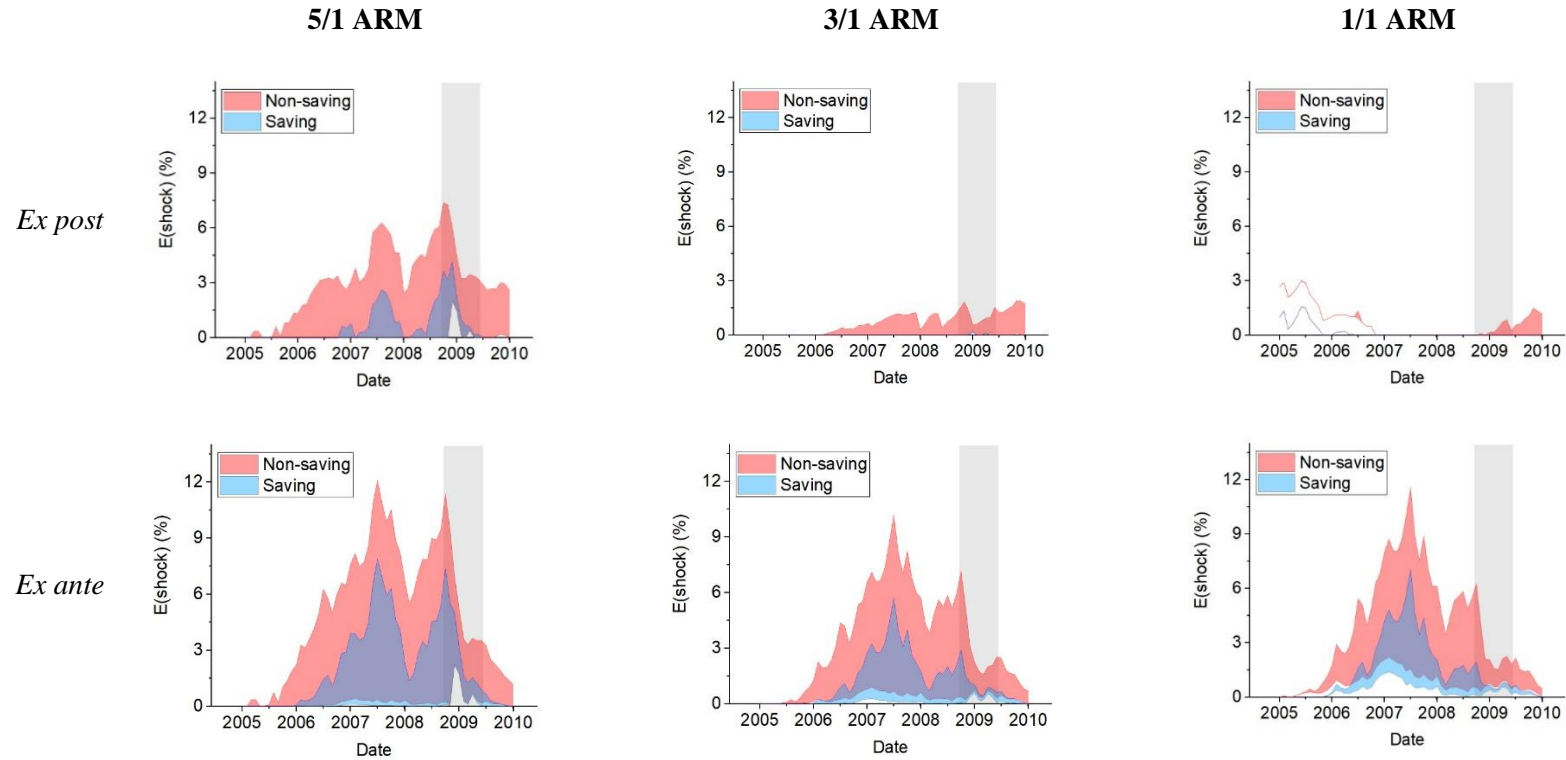 5/1 ARM
3/1 ARM
1/1 ARM
Ex post
E(shock) (%)
12
9
6
3
0
Non-saving
Saving
2005 2006 2007 2008 2009 2010
Date
E(shock) (%)
12
9
6
3
0
Non-saving
Saving
2005 2006 2007 2008 2009 2010
Date
E(shock) (%)
12
9
6
3
0
Non-saving
Saving
2005 2006 2007 2008 2009 2010
Date
Ex ante
E(shock) (%)
12
9
6
3
0
Non-saving
Saving
2005 2006 2007 2008 2009 2010
Date
E(shock) (%)
12
9
6
3
0
Non-saving
Saving
2005 2006 2007 2008 2009 2010
Date
E(shock) (%)
12
9
6
3
0
Non-saving
Saving
2005 2006 2007 2008 2009 2010
Date